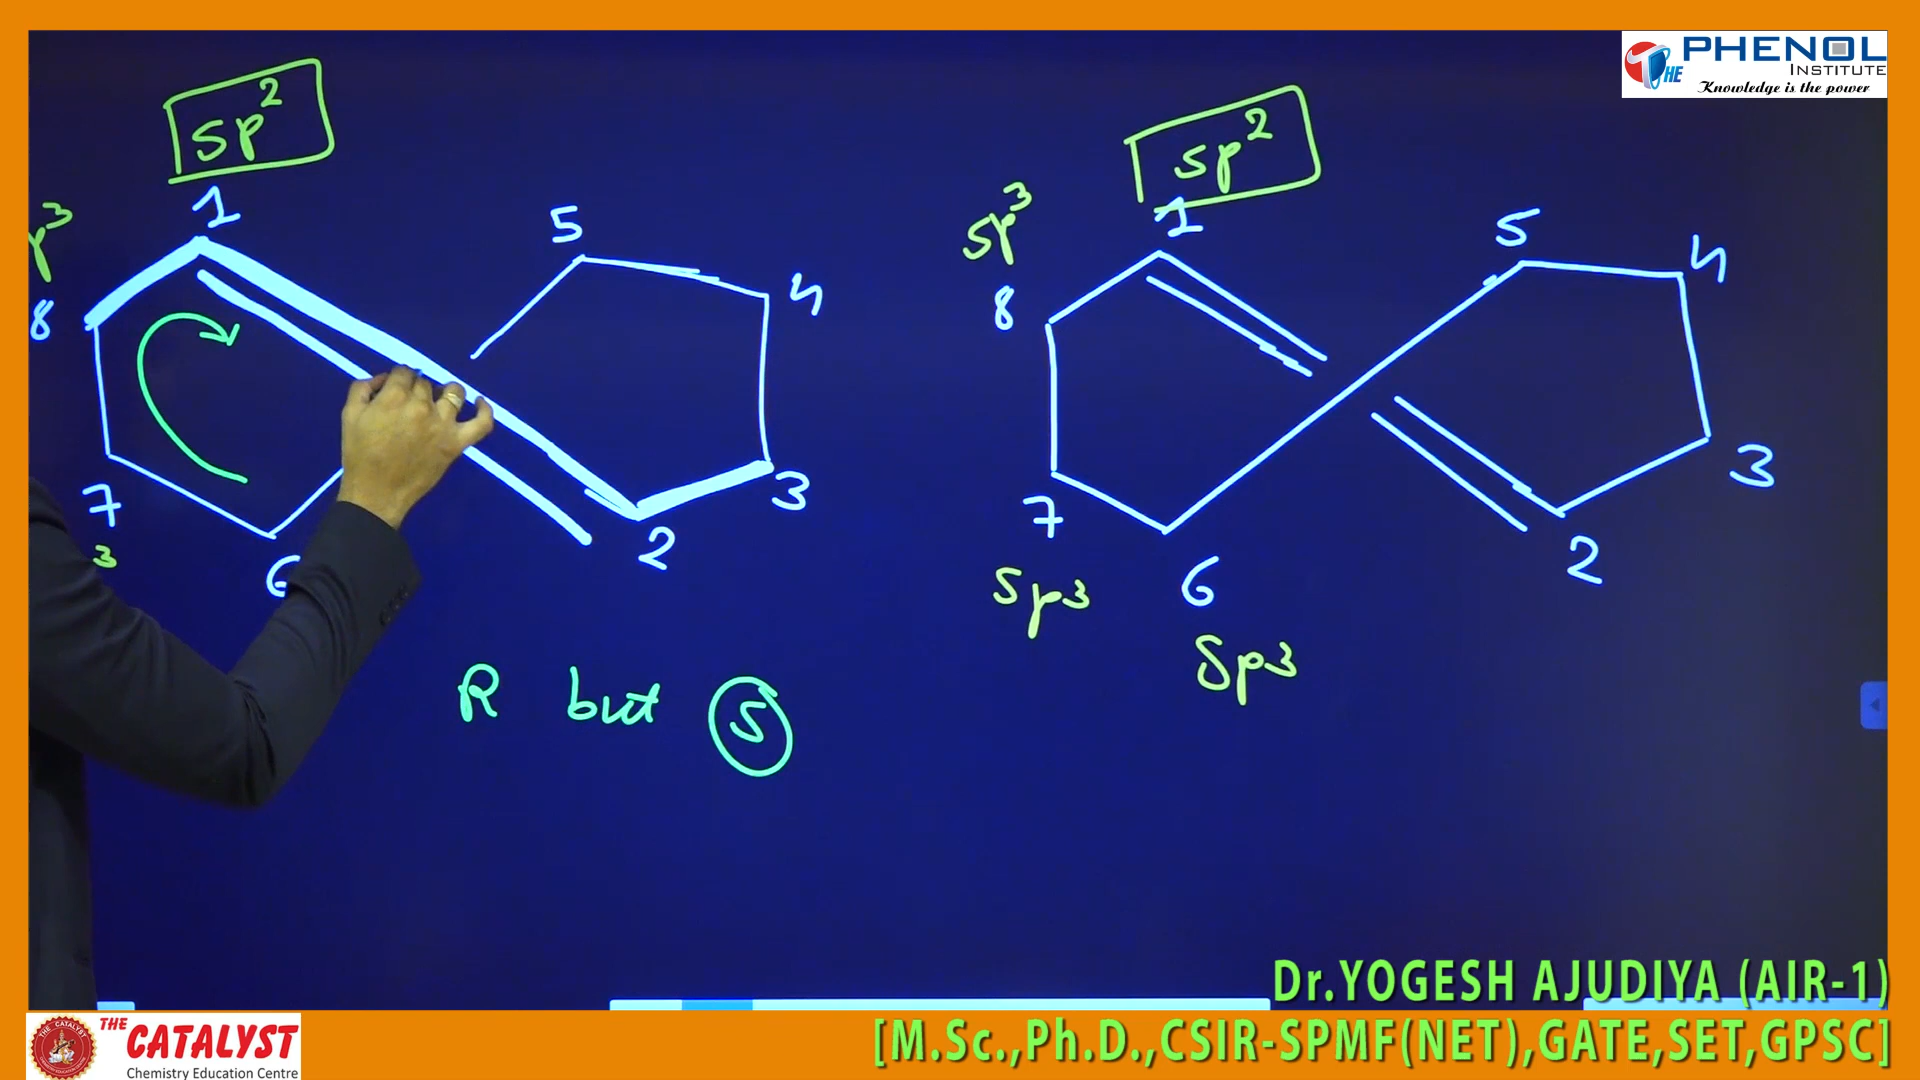 PHENOL
THE
INSTITUTE
Knowledge is the power
sp2
1
5
4
8
7
3
6
2
3
R but S
sp2
sp3
1
5
4
8
3
7
2
6
sp3
sp3
Dr.YOGESH AJUDIYA (AIR-1)
[M.Sc.,Ph.D.,CSIR-SPMF(NET),GATE,SET,GPSC]
THE CATALYST
Chemistry Education Centre